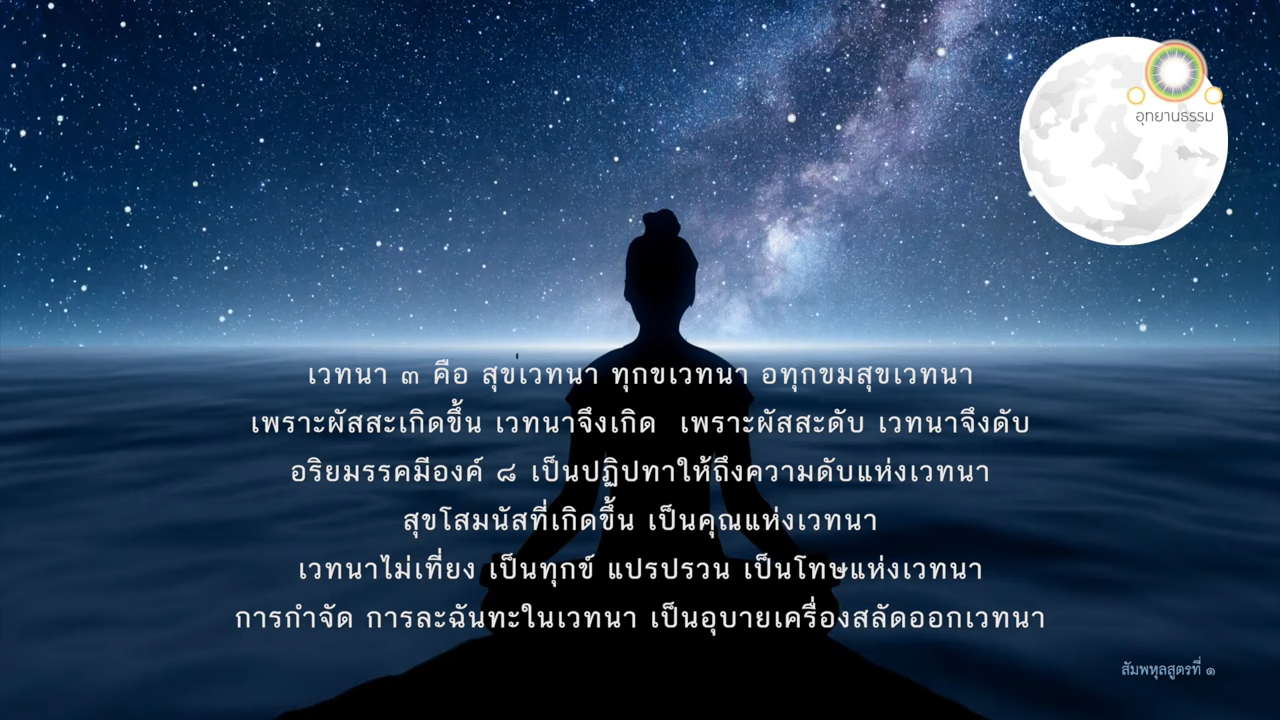 อุทยานธรรม
เวทนา ๓ คือ สุขเวทนา ทุกขเวทนา อทุกขมสุขเวทนา
เพราะผัสสะเกิดขึ้น เวทนาจึงเกิด เพราะผัสสะดับ เวทนาจึงดับ
อริยมรรคมีองค์ ๘ เป็นปฏิปทาให้ถึงความดับแห่งเวทนา
สุขโสมนัสที่เกิดขึ้น เป็นคุณแห่งเวทนา
เวทนาไม่เที่ยง เป็นทุกข์ แปรปรวน เป็นโทษแห่งเวทนา
การกำจัด การละฉันทะในเวทนา เป็นอุบายเครื่องสลัดออกเวทนา
สัมพหุลสูตรที่ ๑